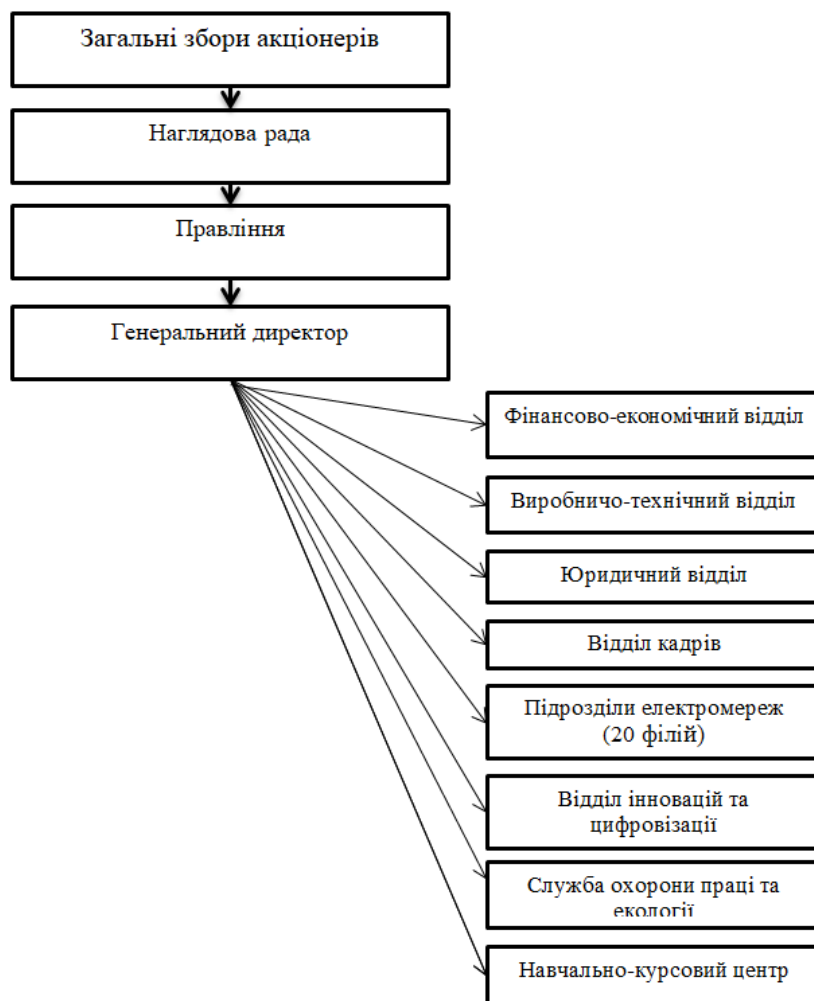 Загальні збори акціонерів
Наглядова рада
Правління
Генеральний директор
Фінансово-економічний відділ
Виробничо-технічний відділ
Юридичний відділ
Відділ кадрів
Підрозділи електромереж
(20 філій)
Відділ інновацій та
цифровізації
Служба охорони праці та
екології
Навчально-курсовий центр